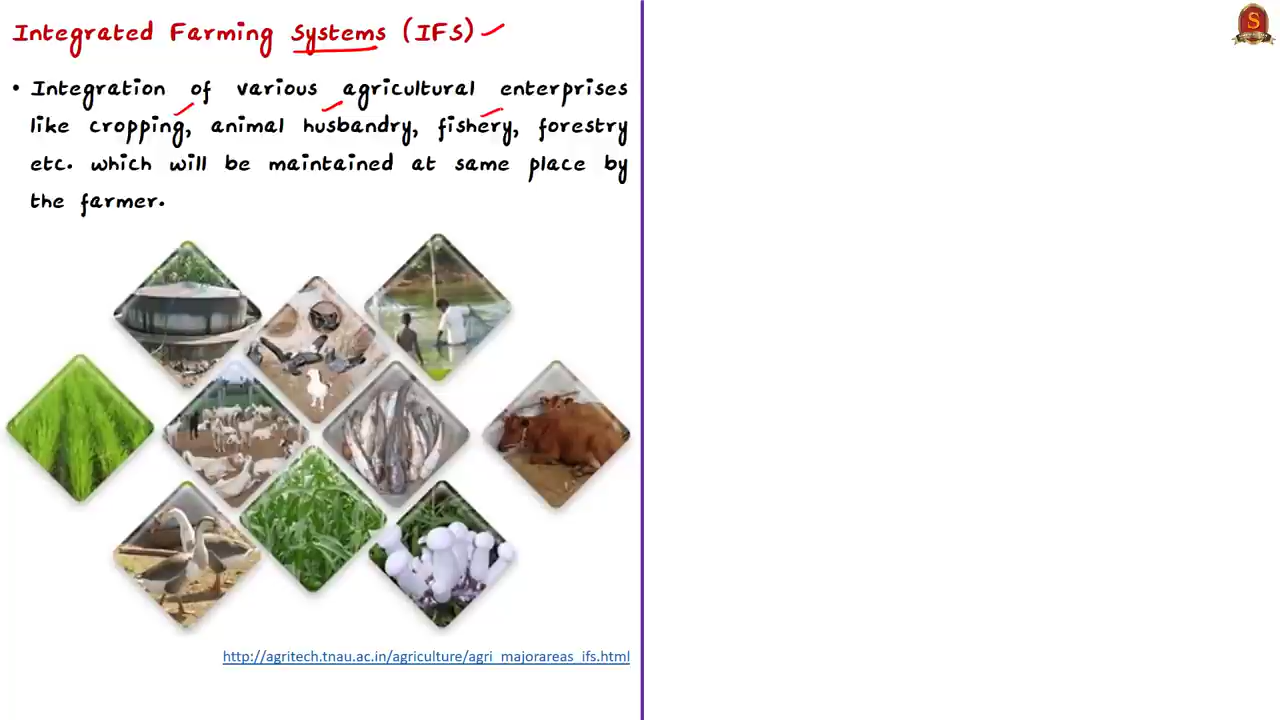 Integrated Farming Systems (IFS)
• Integration of various agricultural enterprises
like cropping, animal husbandry, fishery, forestry
etc. which will be maintained at same place by
the farmer.
http://agritech.tnau.ac.in/agriculture/agri_majorareas_ifs.html
S